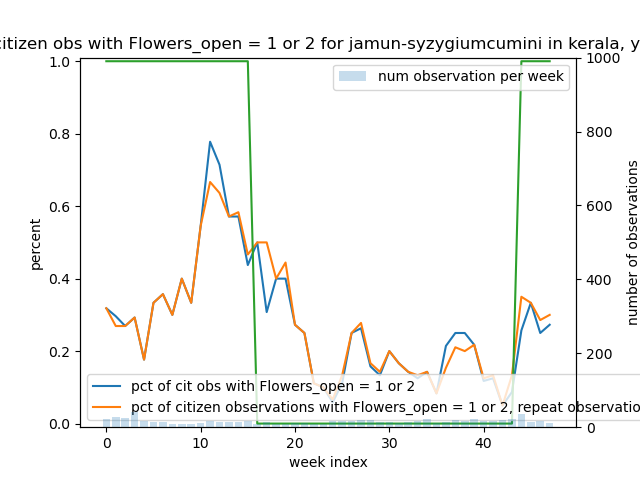 citizen obs with Flowers_open = 1 or 2 for jamun-syzygiumcumini in kerala, y
num observation per week
1.0
0.8
0.6
0.4
0.2
0.0
percent
1000
800
600
400
200
0
number of observations
pct of cit obs with Flowers_open = 1 or 2
pct of citizen observations with Flowers_open = 1 or 2, repeat observatio
0 10 20 30 40
week index